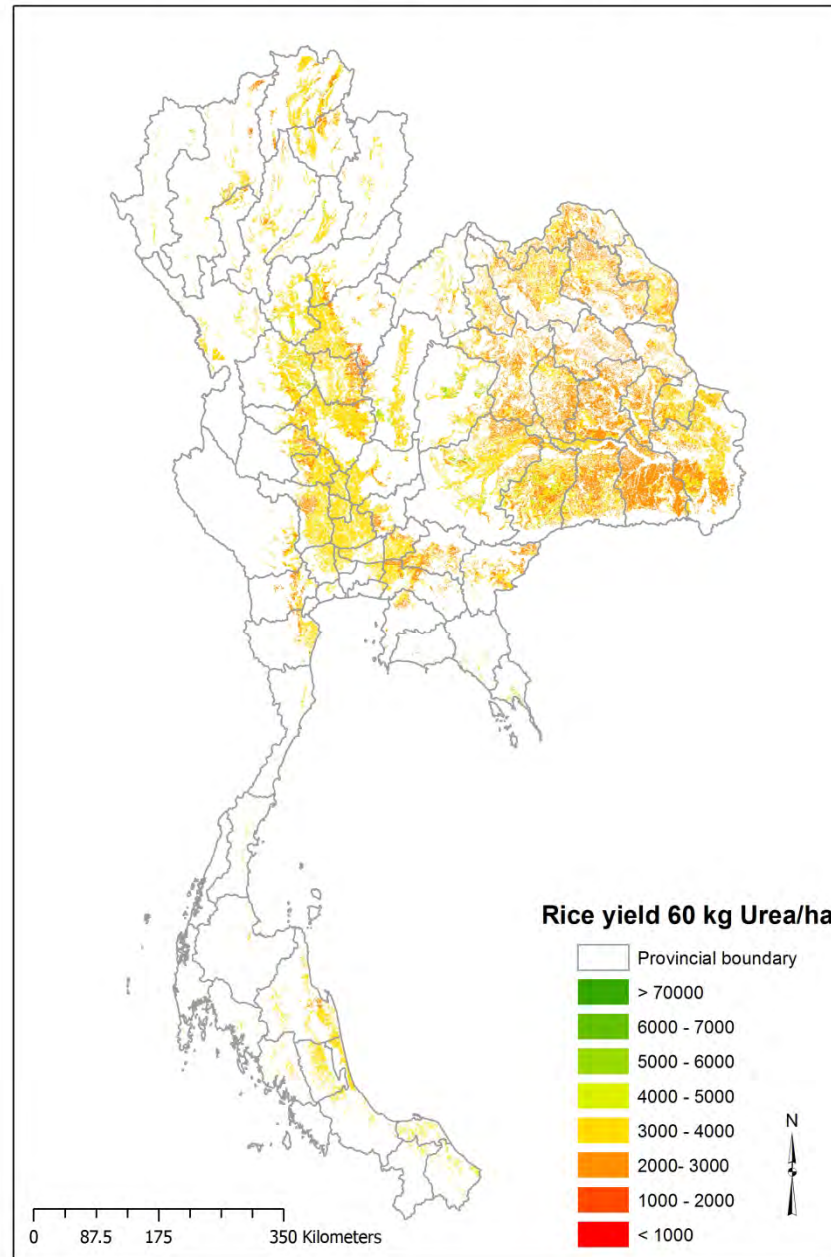 Rice yield 60 kg Urea/ha
Provincial boundary
> 70000
6000 - 7000
5000 - 6000
4000 - 5000
3000 - 4000
2000- 3000
1000 - 2000
< 1000
N
0 87.5 175 350 Kilometers